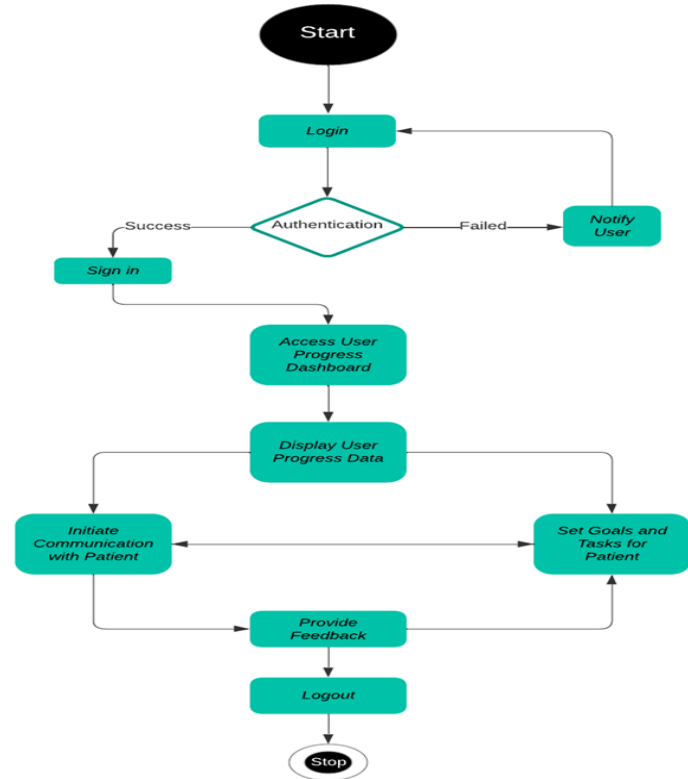 Start
Login
Authentication
Success
Failed
Notify
User
Sign in
Access User
Progress
Dashboard
Display User
Progress Data
Initiate
Communication
with Patient
Set Goals and
Tasks for
Patient
Provide
Feedback
Logout
Stop